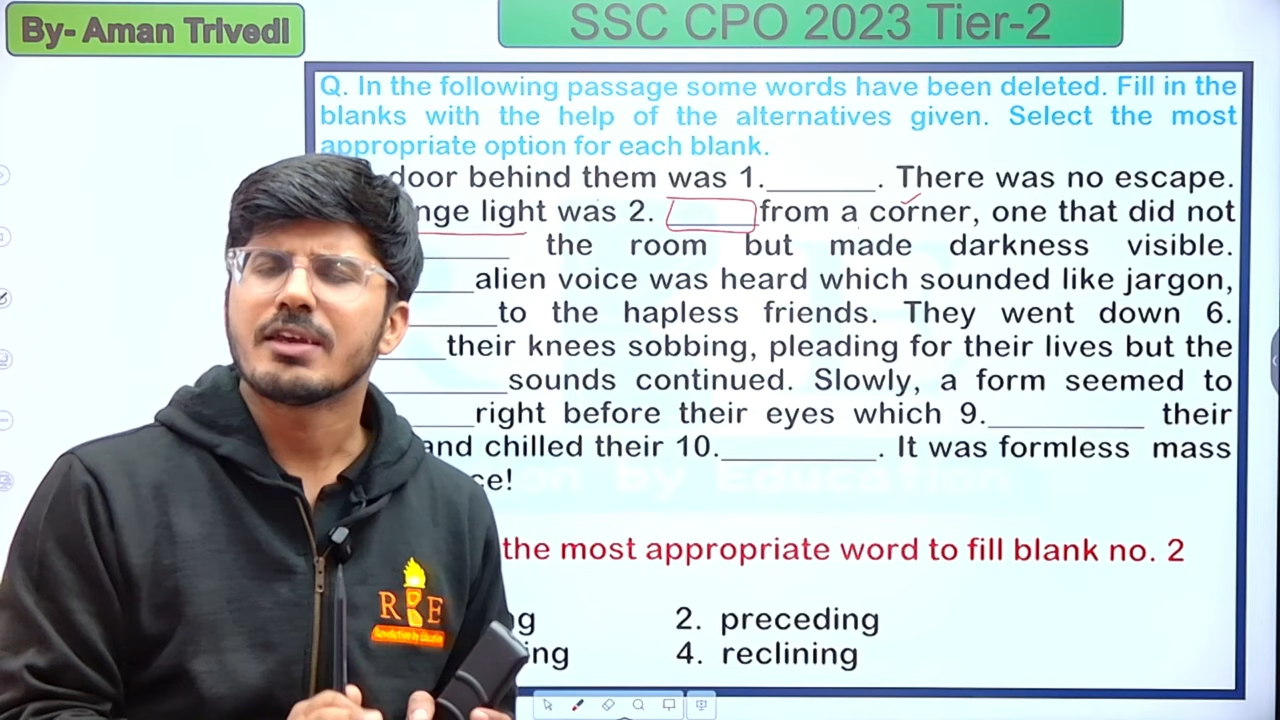 By- Aman Trivedi
SSC CPO 2023 Tier-2
Q. In the following passage some words have been deleted. Fill in the
blanks with the help of the alternatives given. Select the most
appropriate option for each blank.
door behind them was 1.________. There was no escape.
light was 2. ______from a corner, one that did not
the room but made darkness visible.
alien voice was heard which sounded like jargon,
to the hapless friends. They went down 6.
their knees sobbing, pleading for their lives but the
sounds continued. Slowly, a form seemed to
right before their eyes which 9.__________ their
and chilled their 10.__________. It was formless mass
the most appropriate word to fill blank no. 2
2. preceding
4. reclining
R E
Revolution by Education
by Education